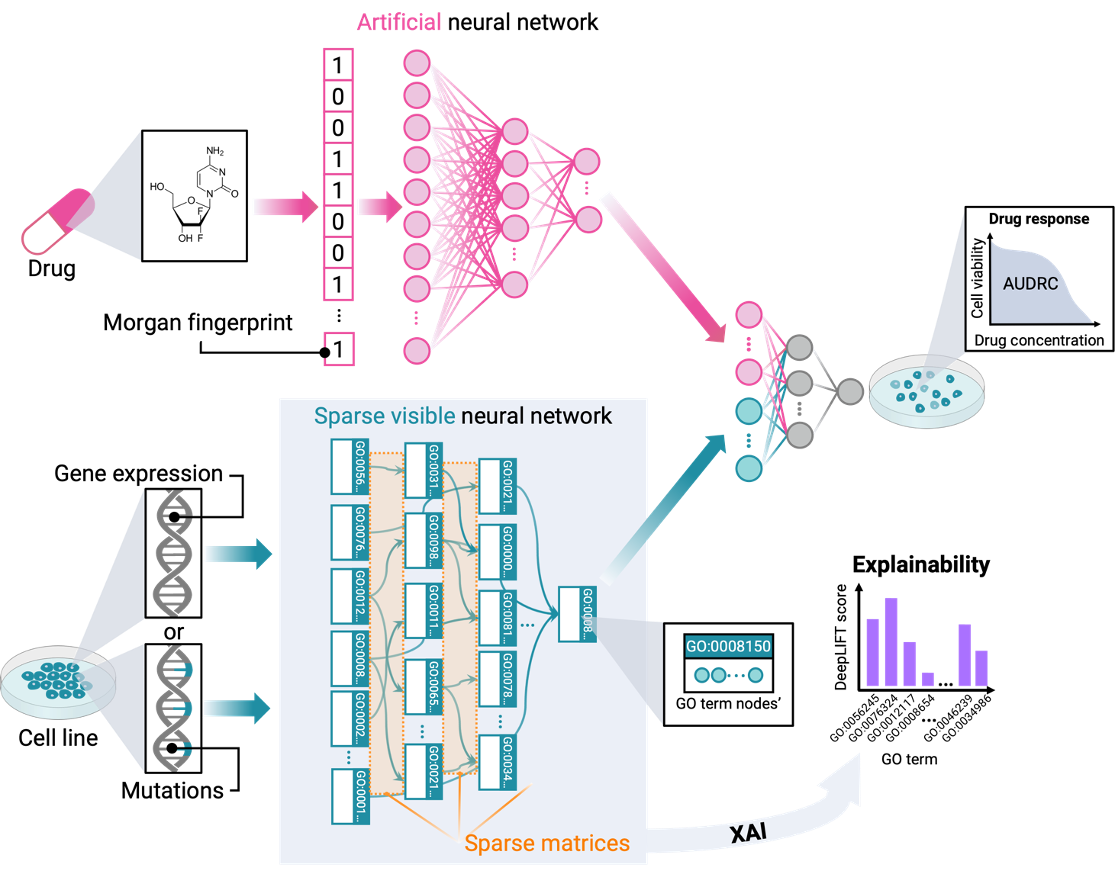 Artificial neural network
1
0
0
1
1
0
0
1
1
NH₂
N
HO
N
O
O
F
OH
F
Drug
Morgan fingerprint
Drug response
Cell viability
AUDRC
Drug concentration
Sparse visible neural network
GO:0056...
GO:0076...
GO:0012...
GO:0008...
GO:0002...
GO:0001...
GO:0031...
GO:0098...
GO:0011...
GO:0065...
GO:0021...
GO:0021...
GO:0000...
GO:0081...
GO:0078...
GO:0034...
GO:0008...
Gene expression
or
Cell line
Mutations
Sparse matrices
GO:0008150
GO term nodes’
XAI
Explainability
DeepLIFT score
GO:0056245
GO:0076324
GO:0012117
GO:0008654
GO:0046239
GO:0034986
GO term